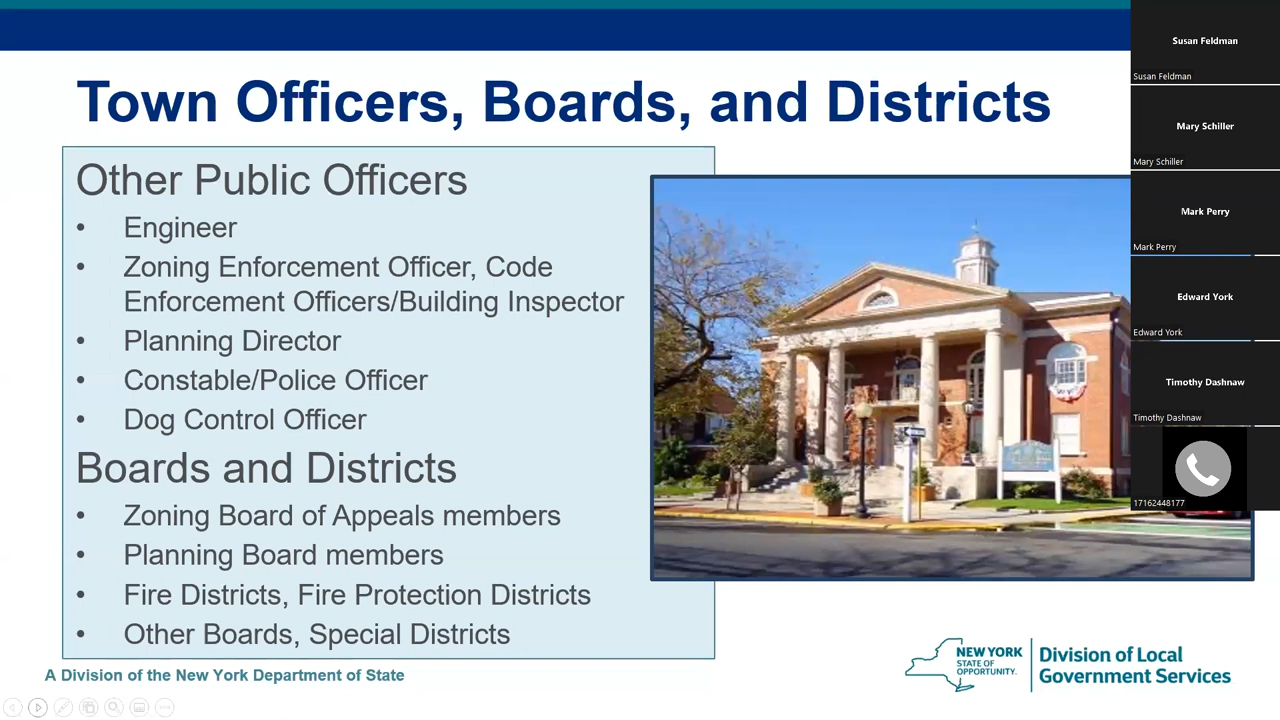 Town Officers, Boards, and Districts
Other Public Officers
• Engineer
• Zoning Enforcement Officer, Code
Enforcement Officers/Building Inspector
• Planning Director
• Constable/Police Officer
• Dog Control Officer
Boards and Districts
• Zoning Board of Appeals members
• Planning Board members
• Fire Districts, Fire Protection Districts
• Other Boards, Special Districts
A Division of the New York Department of State
NEW YORK
STATE OF
OPPORTUNITY.
Division of Local
Government Services
Susan Feldman
Susan Feldman
Mary Schiller
Mary Schiller
Mark Perry
Mark Perry
Edward York
Edward York
Timothy Dashnaw
Timothy Dashnaw
17162448177